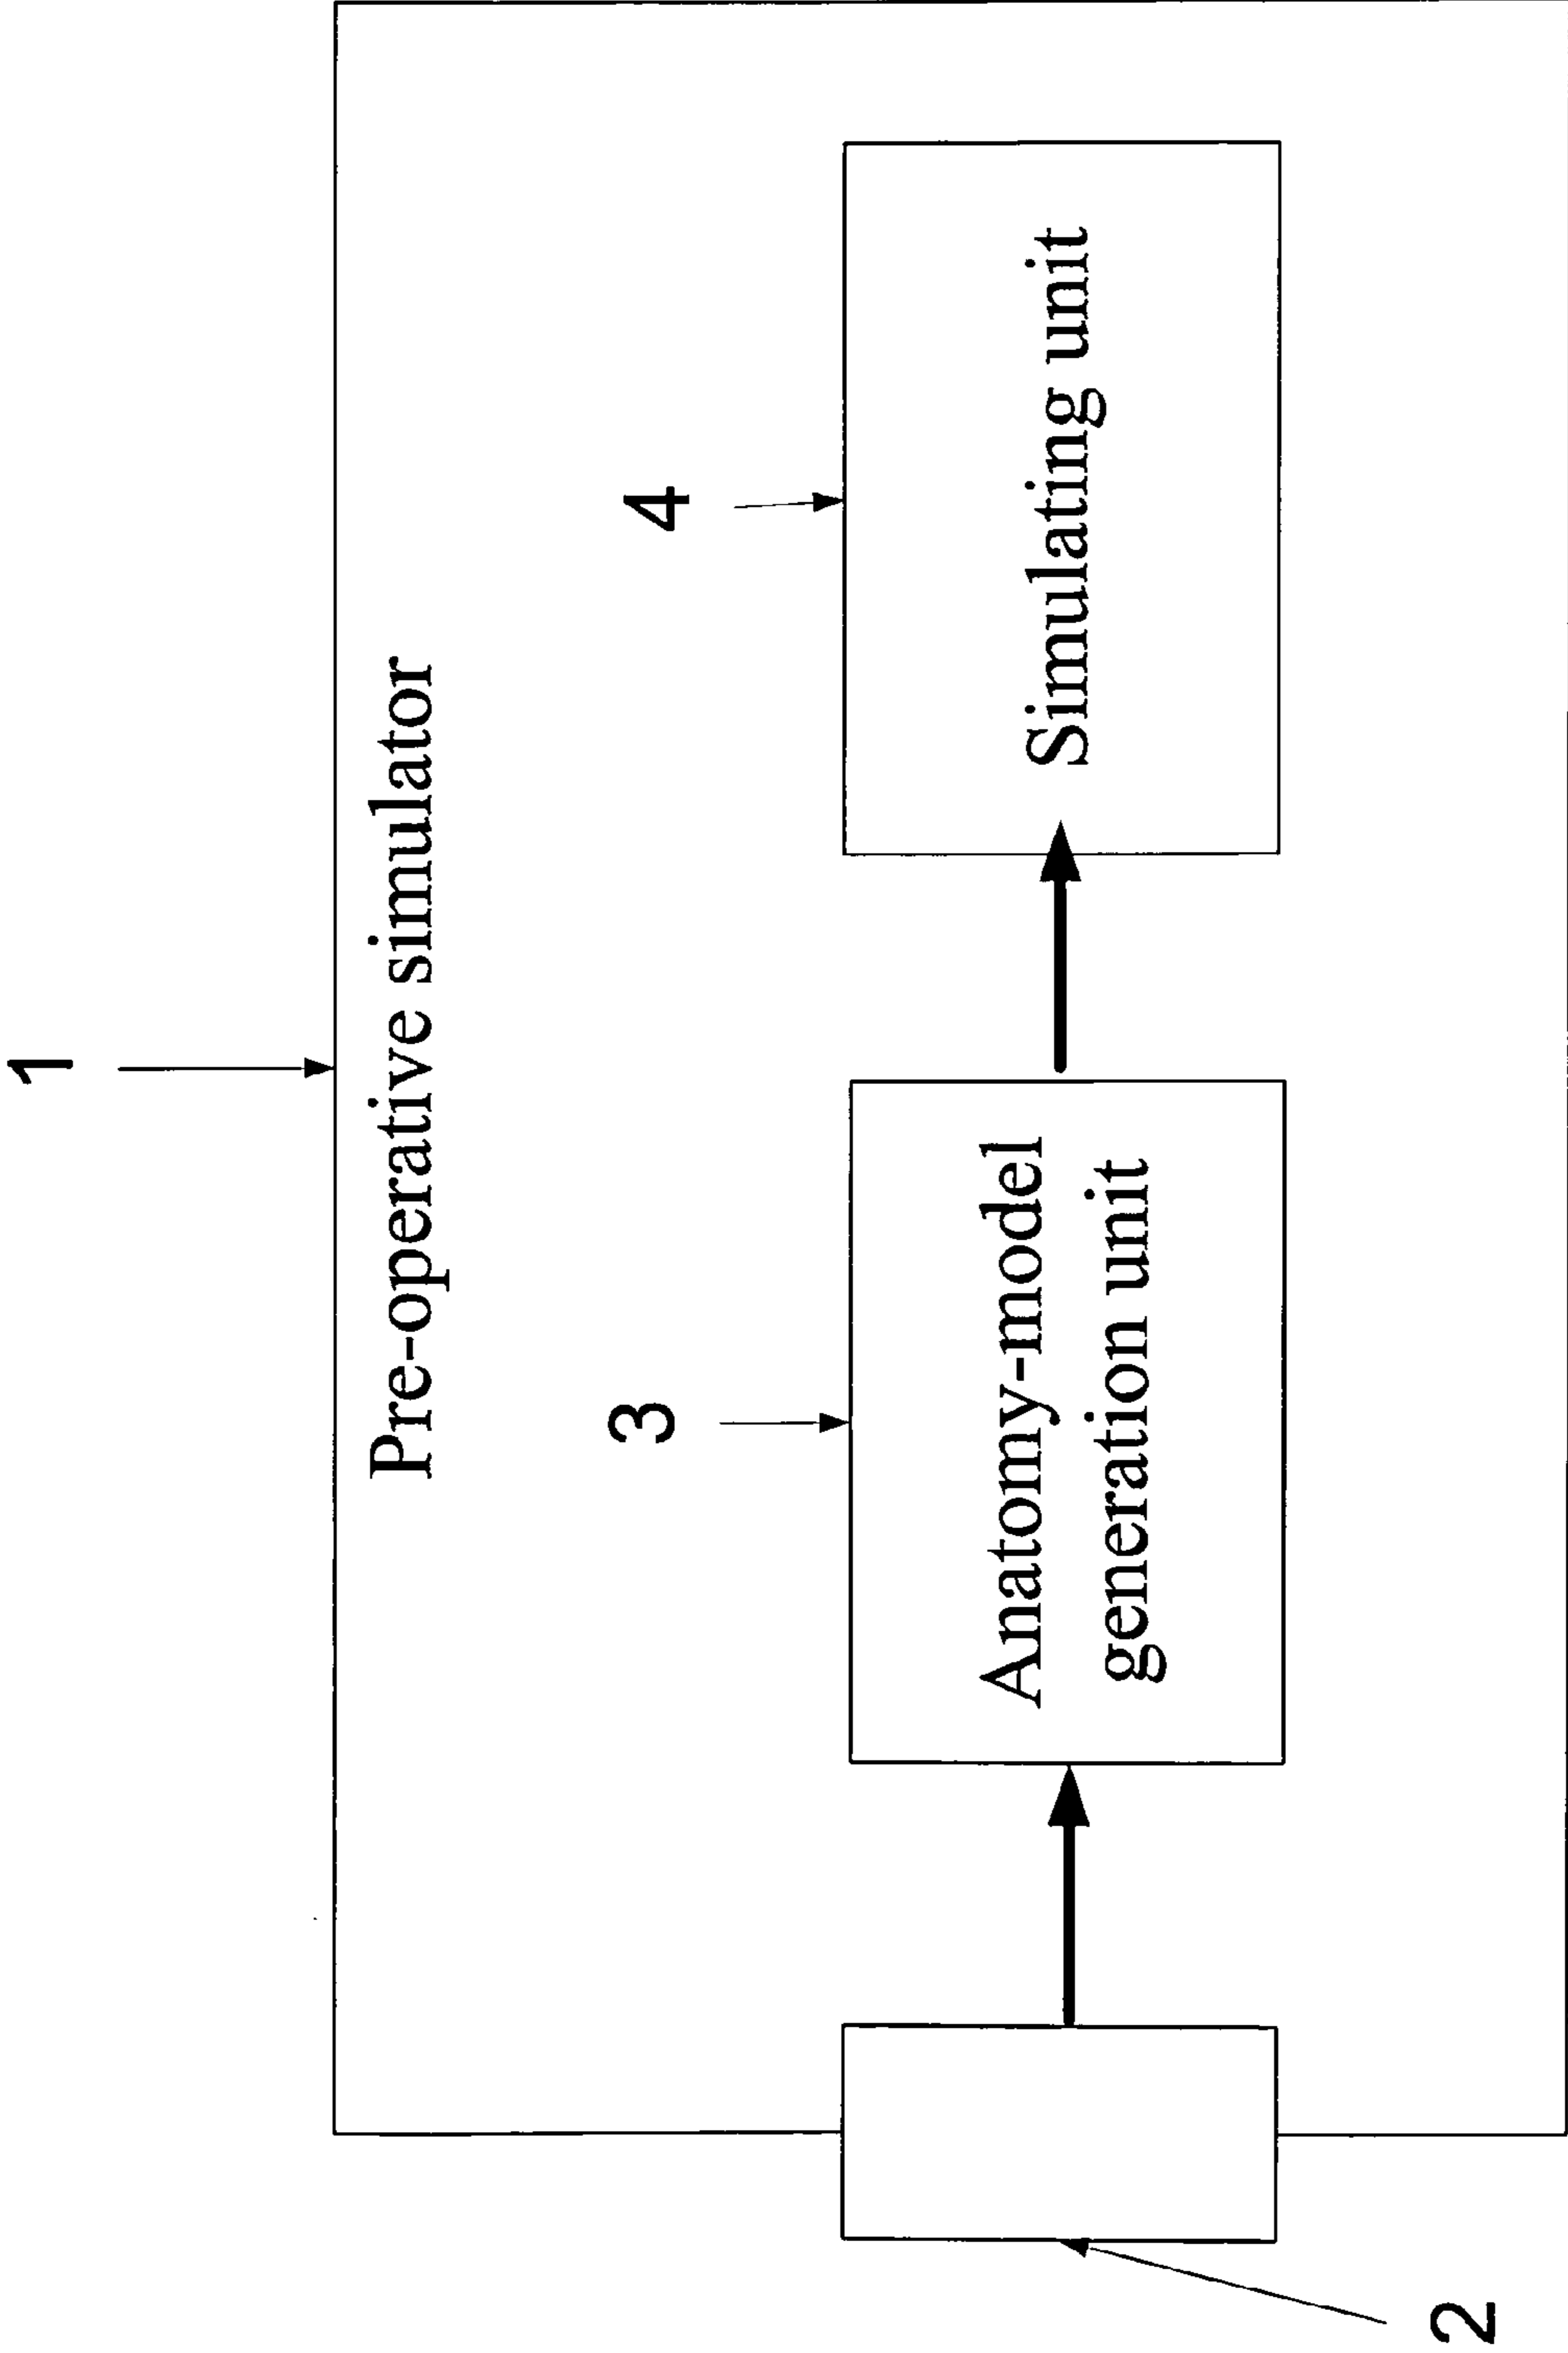 1
Pre-operative simulator
3
4
Anatomy-model
generation unit
Simulating unit
2